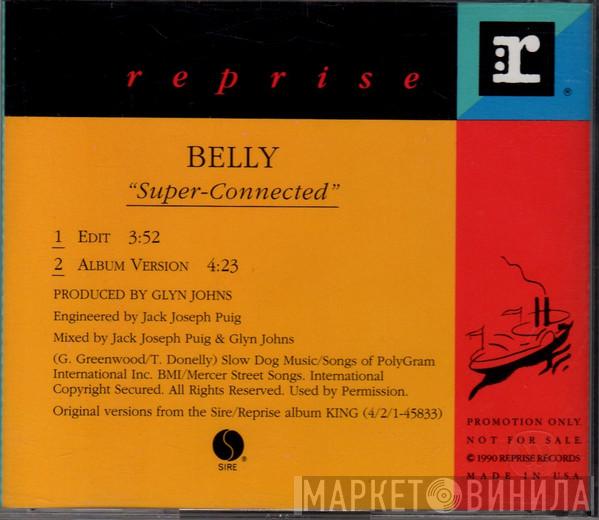 reprise
r
®
BELLY
"Super-Connected"
1 EDIT 3:52
2 ALBUM VERSION 4:23
PRODUCED BY GLYN JOHNS
Engineered by Jack Joseph Puig
Mixed by Jack Joseph Puig & Glyn Johns
(G. Greenwood/T. Donelly) Slow Dog Music/Songs of PolyGram
International Inc. BMI/Mercer Street Songs. International
Copyright Secured. All Rights Reserved. Used by Permission.
Original versions from the Sire/Reprise album KING (4/2/1-45833)
SIRE
PROMOTION ONLY.
NOT FOR SALE.
© 1990 REPRISE RECORDS
MADE IN U.S.A.
МАРКЕТ ВИНИЛА